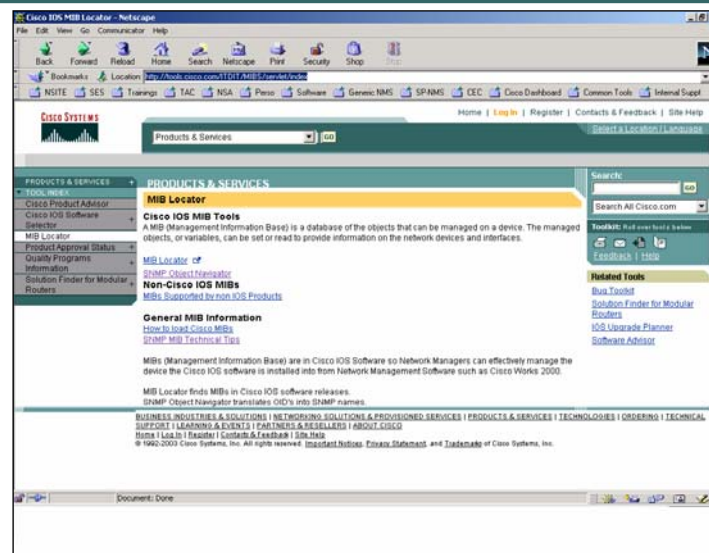 Cisco IOS MIB Locator - Netscape
File Edit View Go Communicator Help
Back Forward Reload Home Search Netscape Print Security Shop Stop
Bookmarks Location http://tools.cisco.com/ITDIT/MIBS/servlet/index
NSITE SES Trainings TAC NSA Perso Software Generic NMS SP-NMS CEC Cisco Dashboard Common Tools Internal Suppt
CISCO SYSTEMS
Home | Log In | Register | Contacts & Feedback | Site Help
Products & Services GO
Select a Location / Language
PRODUCTS & SERVICES +
TOOL INDEX
Cisco Product Advisor
Cisco IOS Software Selector +
MIB Locator
Product Approval Status +
Quality Programs Information +
Solution Finder for Modular Routers +
PRODUCTS & SERVICES
MIB Locator
Cisco IOS MIB Tools
A MIB (Management Information Base) is a database of the objects that can be managed on a device. The managed
objects, or variables, can be set or read to provide information on the network devices and interfaces.
MIB Locator
SNMP Object Navigator
Non-Cisco IOS MIBs
MIBs Supported by non IOS Products
General MIB Information
How to load Cisco MIBs
SNMP MIB Technical Tips
MIBs (Management Information Base) are in Cisco IOS Software so Network Managers can effectively manage the
device the Cisco IOS software is installed into from Network Management Software such as Cisco Works 2000.
MIB Locator finds MIBs in Cisco IOS software releases.
SNMP Object Navigator translates OID's into SNMP names.
Search:
GO
Search All Cisco.com
Toolkit: Roll over tools below
Feedback | Help
Related Tools
Bug Toolkit
Solution Finder for Modular
Routers
IOS Upgrade Planner
Software Advisor
BUSINESS INDUSTRIES & SOLUTIONS | NETWORKING SOLUTIONS & PROVISIONED SERVICES | PRODUCTS & SERVICES | TECHNOLOGIES | ORDERING | TECHNICAL
SUPPORT | LEARNING & EVENTS | PARTNERS & RESELLERS | ABOUT CISCO
Home | Log In | Register | Contacts & Feedback | Site Help
© 1992-2003 Cisco Systems, Inc. All rights reserved. Important Notices, Privacy Statement, and Trademarks of Cisco Systems, Inc.
Document: Done